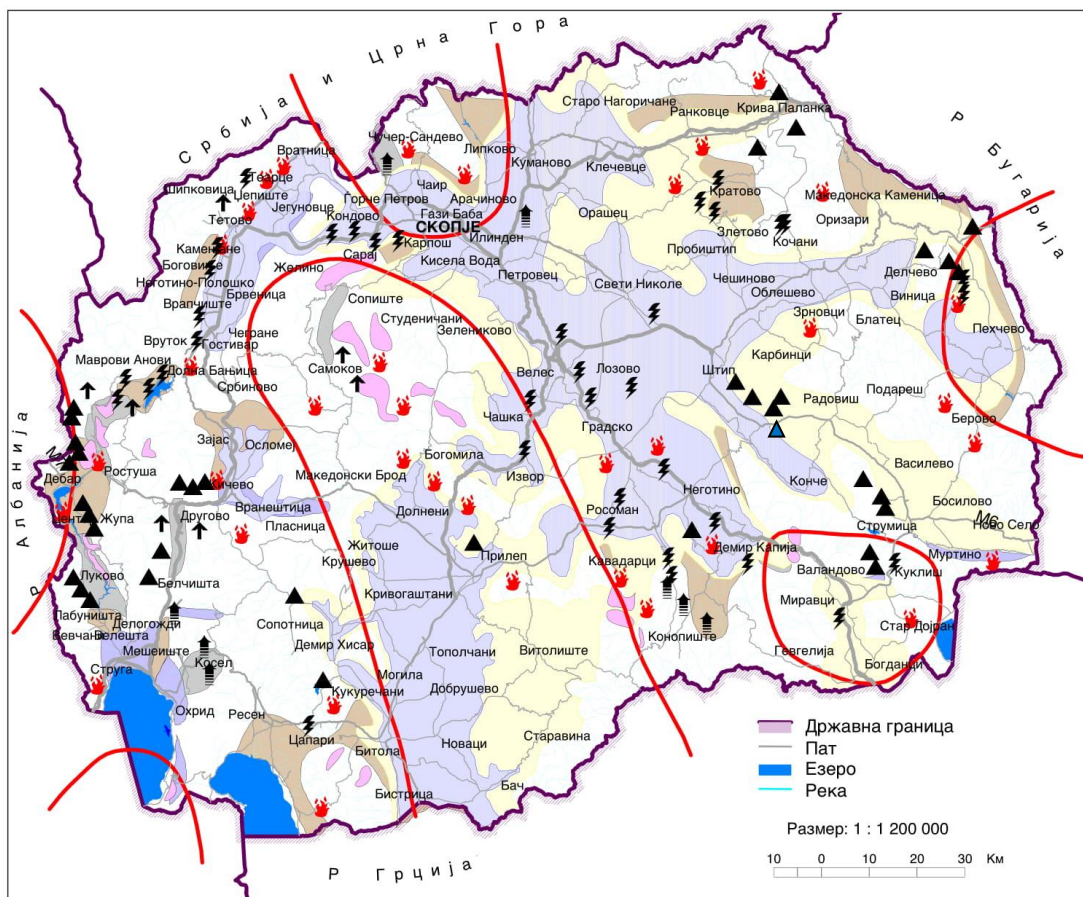 Србија и Црна Гора
Р Бугарија
Албанија
Р
Р Грција
Старо Нагоричане
Ранковце
Крива Паланка
Чучер-Сандево
Липково
Куманово
Клечевце
Вратница
Теарце
Шипковица
Џепиште
Јегуновце
Тетово
Чаир
Ѓорче Петров
Арачиново
Гази Баба
Кондово
СКОПЈЕ
Илинден
Карпош
Сарај
Кисела Вода
Петровец
Кратово
Македонска Каменица
Орашец
Злетово
Оризари
Кочани
Пробиштип
Камењане
Боговиње
Желино
Неготино-Полошко
Брвеница
Врапчиште
Сопиште
Студеничани
Зелениково
Свети Николе
Чешиново
Облешево
Делчево
Виница
Блатец
Зрновци
Пехчево
Чегране
Вруток
Гостивар
Маврови Анови
Долна Бањица
Србиново
Самоков
Велес
Лозово
Штип
Карбинци
Радовиш
Подареш
Берово
Чашка
Градско
Зајас
Осломеј
Богомила
Извор
Македонски Брод
Ростуша
Дебар
Кичево
Другово
Вранештица
Пласница
Долнени
Росоман
Неготино
Конче
Василево
Босилово
Ново Село
Струмица
Муртино
Куклиш
Жупа
Житоше
Крушево
Прилеп
Кавадарци
Демир Капија
Валандово
Миравци
Стар Дојран
Луково
Белчишта
Кривогаштани
Лабуништа
Вевчани
Велешта
Делогожди
Мешеишта
Сопотница
Демир Хисар
Косел
Струга
Охрид
Ресен
Могила
Кукуречани
Тополчани
Добрушево
Витолиште
Конопиште
Гевгелија
Богданци
Цапари
Битола
Новаци
Старавина
Бистрица
Бач
Државна граница
Пат
Езеро
Река
Размер: 1 : 1 200 000
10 0 10 20 30 Км